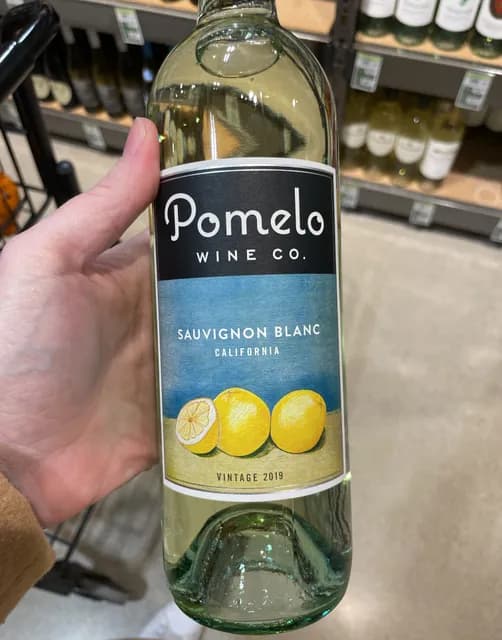 Pomelo
WINE CO.
SAUVIGNON BLANC
CALIFORNIA
VINTAGE 2019